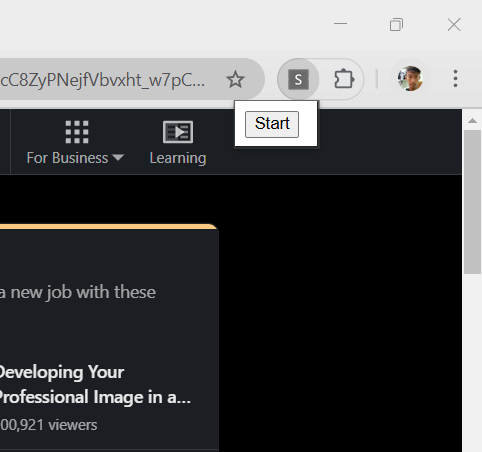 cC8ZyPNejfVbvxht_w7pC...
S
Start
For Business
Learning
a new job with these
Developing Your
Professional Image in a...
00,921 viewers